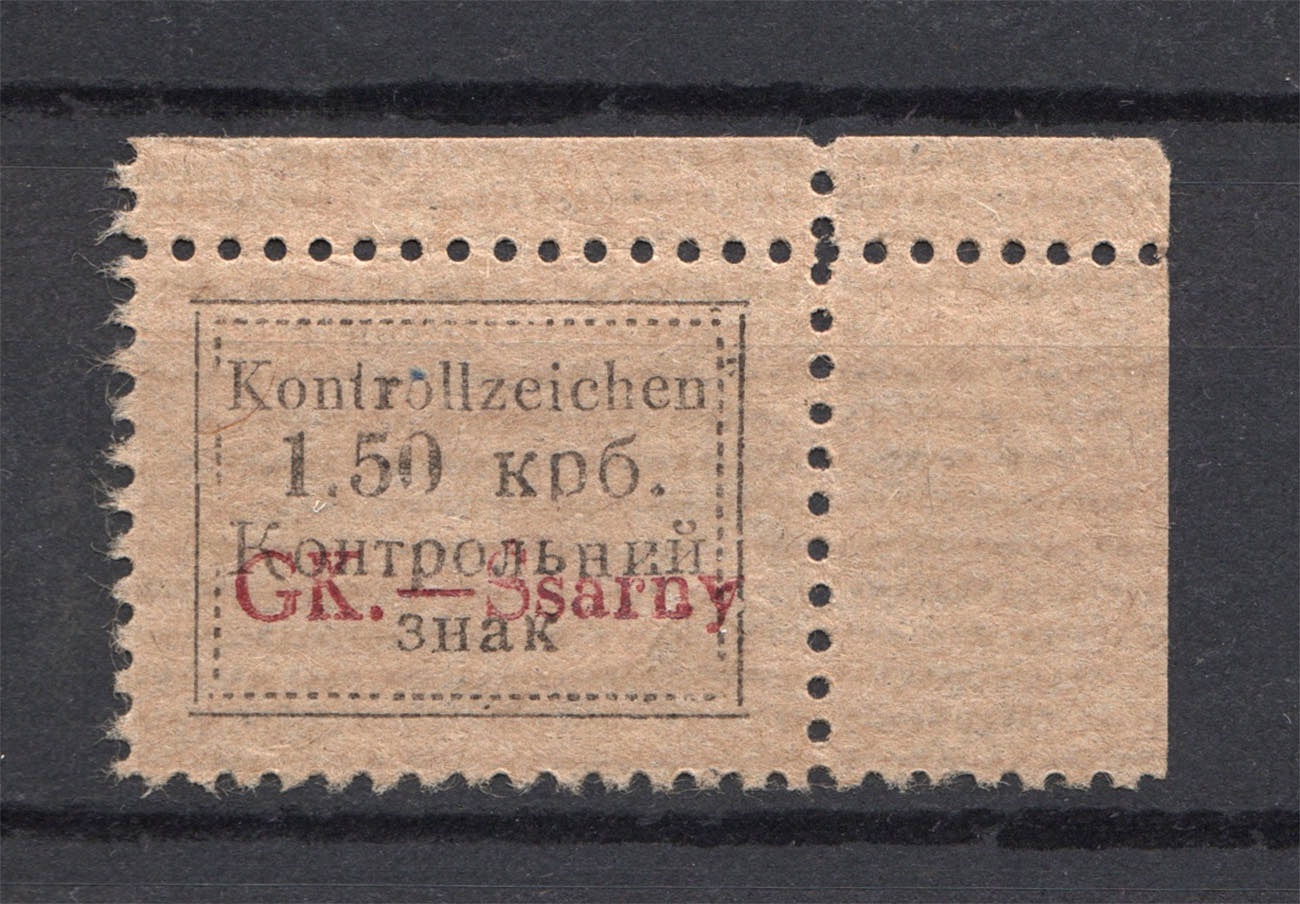 Kontrollzeichen
1.50 крб.
Контрольний
GK. — Ssarny
знак